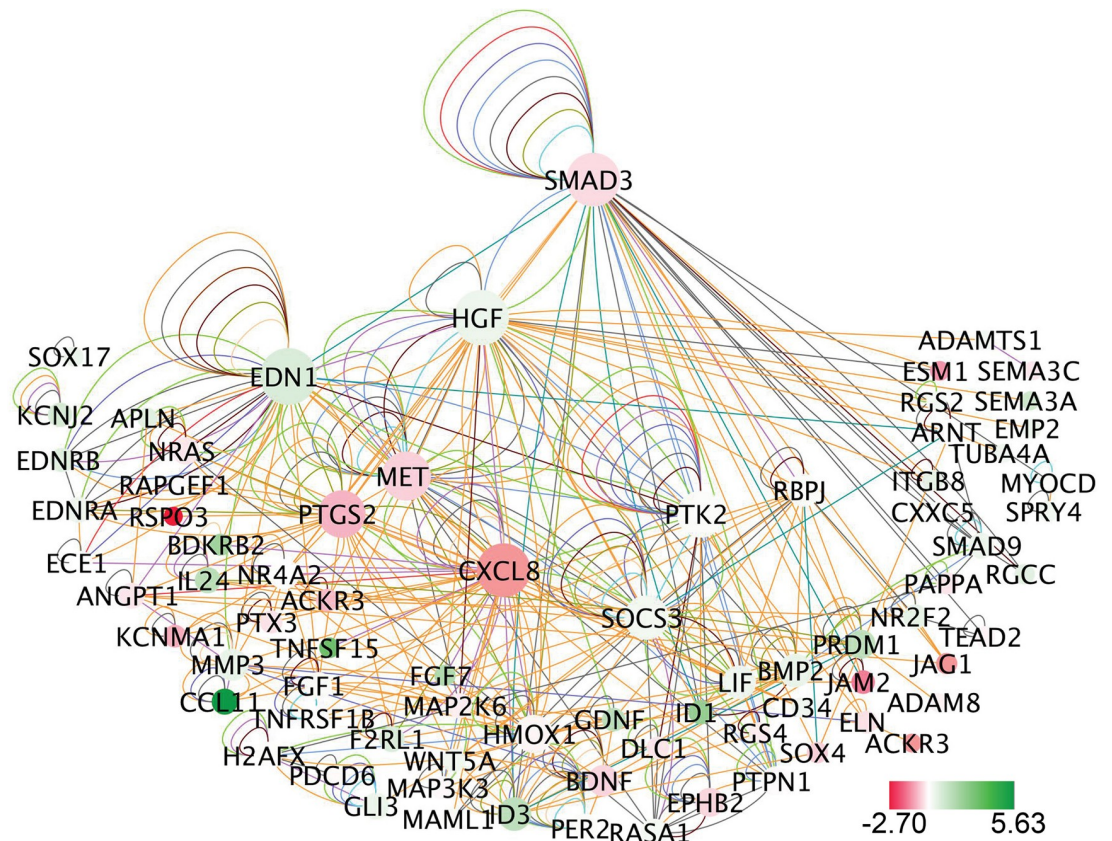 SMAD3
HGF
EDN1
SOX17
KCNJ2 APLN
NRAS
EDNRB
RAPGEF1
EDNRA
RSPO3
MET
PTGS2
BDKRB2
ECE1
IL24 NR4A2
ANGPT1
ACKR3
PTX3
KCNMA1
TNFSF15
MMP3
CXCL8
PTK2
RBPJ
SOCS3
ADAMTS1
ESM1 SEMA3C
RGS2 SEMA3A
ARNT EMP2
TUBA4A
ITGB8 MYOCD
CXXC5 SPRY4
SMAD9
RGCC
PAPPA
NR2F2
TEAD2
PRDM1
JAG1
LIF BMP2
JAM2
ADAM8
CD34
ELN
ACKR3
CCL11 FGF1
FGF7
MAP2K6
TNFRSF1B
F2RL1
HMOX1
GDNF
ID1
RGS4
DLC1
SOX4
H2AFX
PDCD6
WNT5A
MAP3K3
GLI3
MAML1
ID3
BDNF
PTPN1
EPHB2
PER2
RASA1
-2.70 5.63